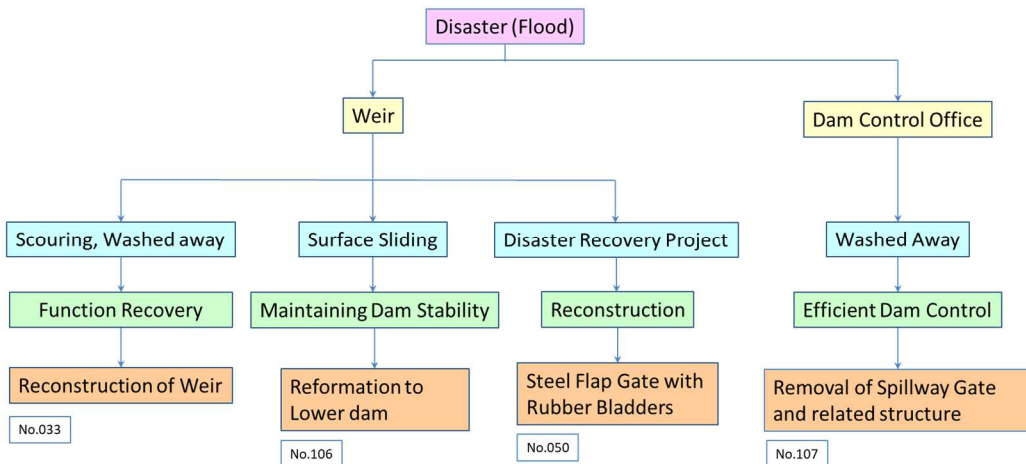 Disaster (Flood)
Weir
Dam Control Office
Scouring, Washed away
Surface Sliding
Disaster Recovery Project
Washed Away
Function Recovery
Maintaining Dam Stability
Reconstruction
Efficient Dam Control
Reconstruction of Weir
Reformation to
Lower dam
Steel Flap Gate with
Rubber Bladders
Removal of Spillway Gate
and related structure
No.033
No.106
No.050
No.107